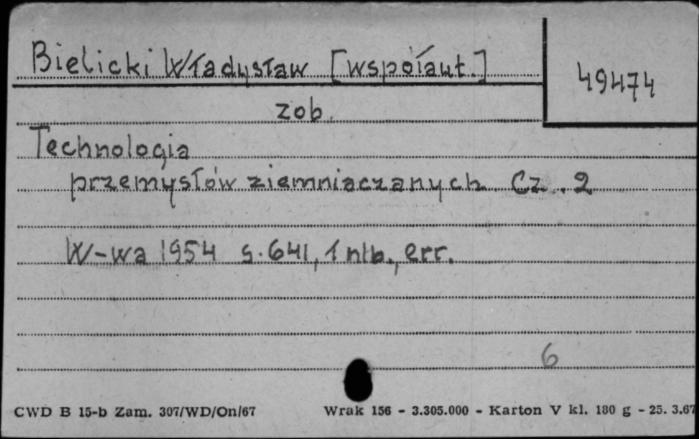 Bielicki Władysław [wspołaut.]
49474
zob.
Technologia
przemysłów ziemniaczanych Cz. 2
W-wa 1954 s. 641, 1 nlb., err.
6
CWD B 15-b Zam. 307/WD/On/67 Wrak 156 - 3.305.000 - Karton V kl. 180 g - 25. 3.67